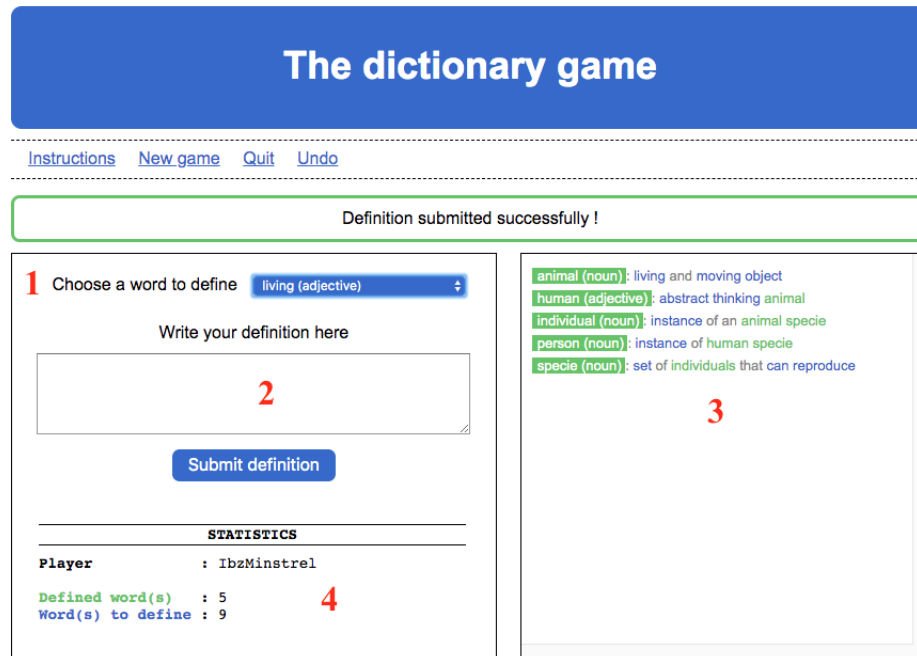 The dictionary game
Instructions New game Quit Undo
Definition submitted successfully !
1 Choose a word to define living (adjective)
Write your definition here
2
Submit definition
STATISTICS
Player : IbzMinstrel
Defined word(s) : 5
Word(s) to define : 9
4
animal (noun) : living and moving object
human (adjective) : abstract thinking animal
individual (noun) : instance of an animal specie
person (noun) : instance of human specie
specie (noun) : set of individuals that can reproduce
3